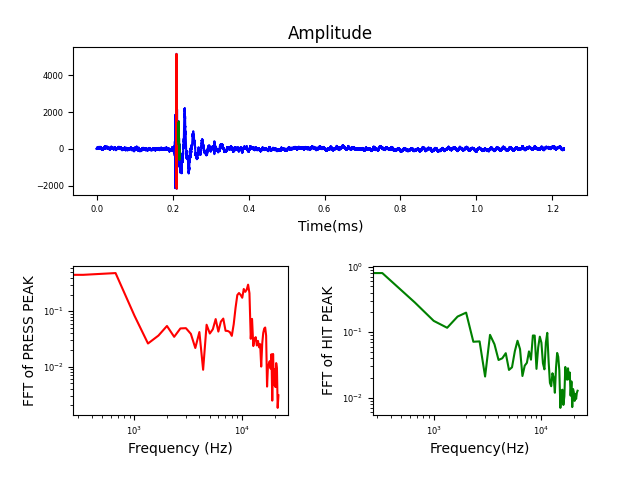 Amplitude
4000
2000
0
−2000
0.0 0.2 0.4 0.6 0.8 1.0 1.2
Time(ms)
FFT of PRESS PEAK
10⁻¹
10⁻²
10³ 10⁴
Frequency (Hz)
FFT of HIT PEAK
10⁰
10⁻¹
10⁻²
10³ 10⁴
Frequency(Hz)